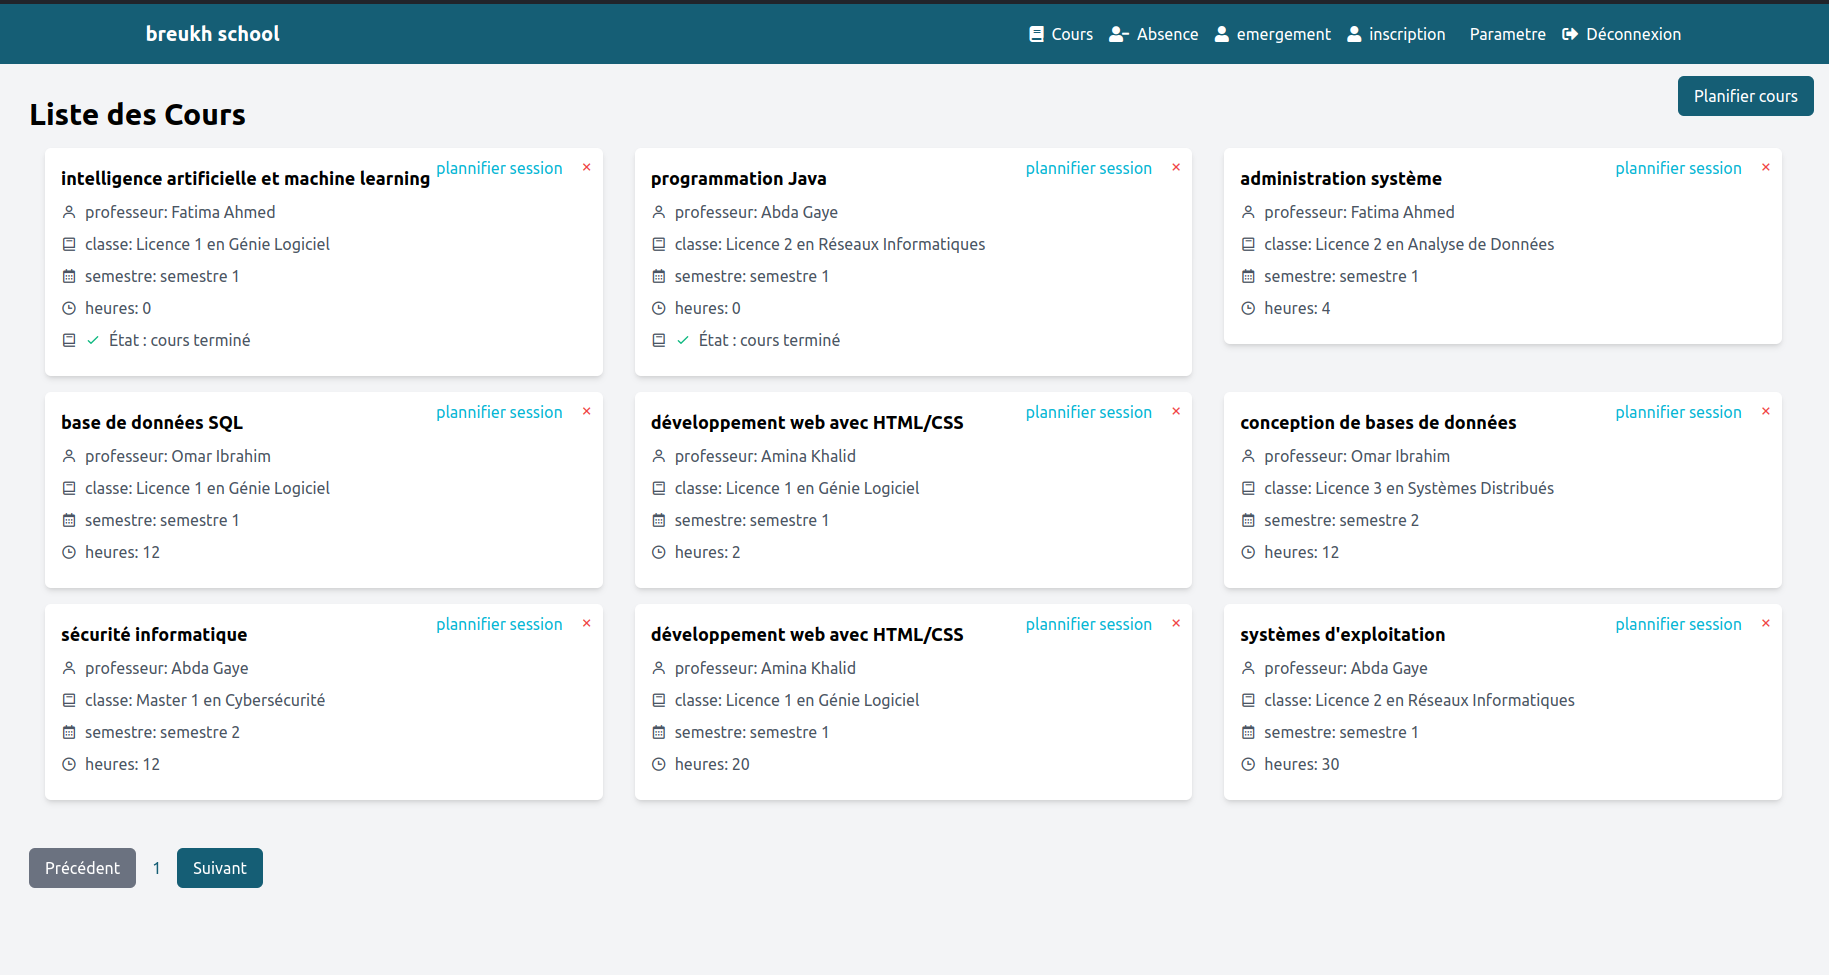 breukh school
Cours Absence emergement inscription Parametre Déconnexion
Planifier cours
Liste des Cours
intelligence artificielle et machine learning
plannifier session ×
professeur: Fatima Ahmed
classe: Licence 1 en Génie Logiciel
semestre: semestre 1
heures: 0
État : cours terminé
programmation Java
plannifier session ×
professeur: Abda Gaye
classe: Licence 2 en Réseaux Informatiques
semestre: semestre 1
heures: 0
État : cours terminé
administration système
plannifier session ×
professeur: Fatima Ahmed
classe: Licence 2 en Analyse de Données
semestre: semestre 1
heures: 4
base de données SQL
plannifier session ×
professeur: Omar Ibrahim
classe: Licence 1 en Génie Logiciel
semestre: semestre 1
heures: 12
développement web avec HTML/CSS
plannifier session ×
professeur: Amina Khalid
classe: Licence 1 en Génie Logiciel
semestre: semestre 1
heures: 2
conception de bases de données
plannifier session ×
professeur: Omar Ibrahim
classe: Licence 3 en Systèmes Distribués
semestre: semestre 2
heures: 12
sécurité informatique
plannifier session ×
professeur: Abda Gaye
classe: Master 1 en Cybersécurité
semestre: semestre 2
heures: 12
développement web avec HTML/CSS
plannifier session ×
professeur: Amina Khalid
classe: Licence 1 en Génie Logiciel
semestre: semestre 1
heures: 20
systèmes d'exploitation
plannifier session ×
professeur: Abda Gaye
classe: Licence 2 en Réseaux Informatiques
semestre: semestre 1
heures: 30
Précédent 1 Suivant